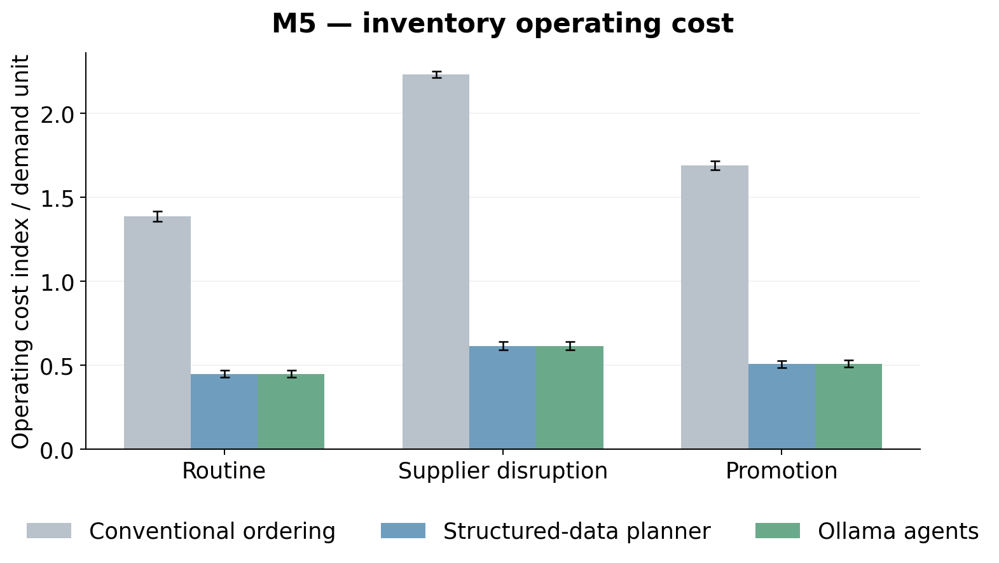 M5 — inventory operating cost
Operating cost index / demand unit
2.0
1.5
1.0
0.5
0.0
Routine
Supplier disruption
Promotion
Conventional ordering
Structured-data planner
Ollama agents